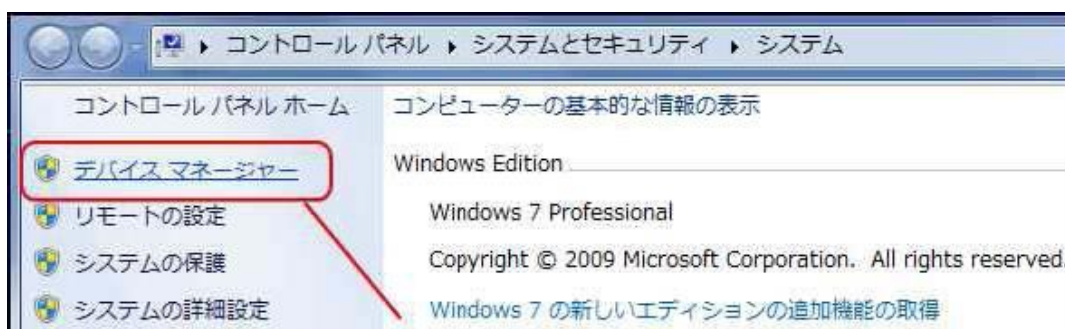 コントロール パネル ▸ システムとセキュリティ ▸ システム
コントロール パネル ホーム
デバイス マネージャー
リモートの設定
システムの保護
システムの詳細設定
コンピューターの基本的な情報の表示
Windows Edition
Windows 7 Professional
Copyright © 2009 Microsoft Corporation. All rights reserved.
Windows 7 の新しいエディションの追加機能の取得